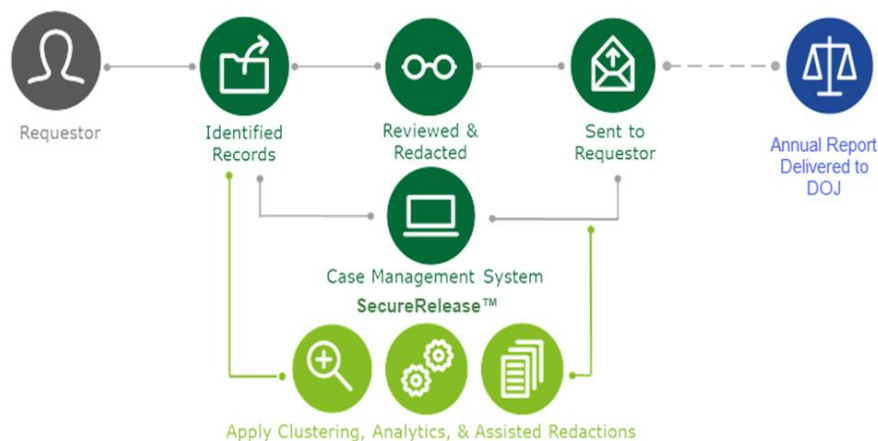 Requestor
Identified
Records
Reviewed &
Redacted
Sent to
Requestor
Annual Report
Delivered to
DOJ
Case Management System
SecureRelease™
Apply Clustering, Analytics, & Assisted Redactions